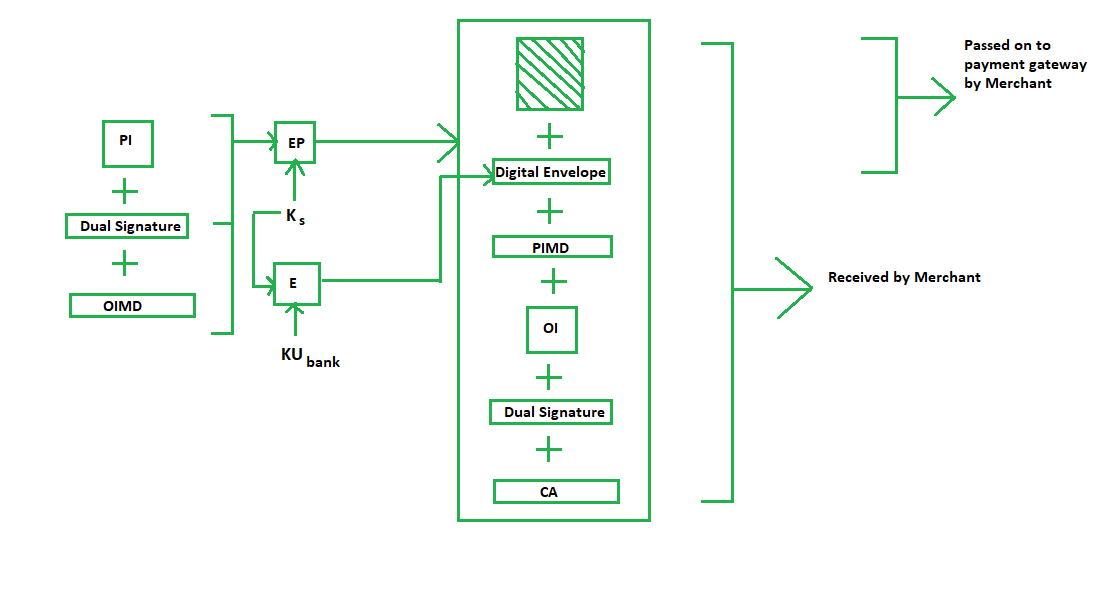 PI
+
Dual Signature
+
OIMD
EP
K s
E
KU bank
+
Digital Envelope
+
PIMD
+
OI
+
Dual Signature
+
CA
Passed on to
payment gateway
by Merchant
Received by Merchant